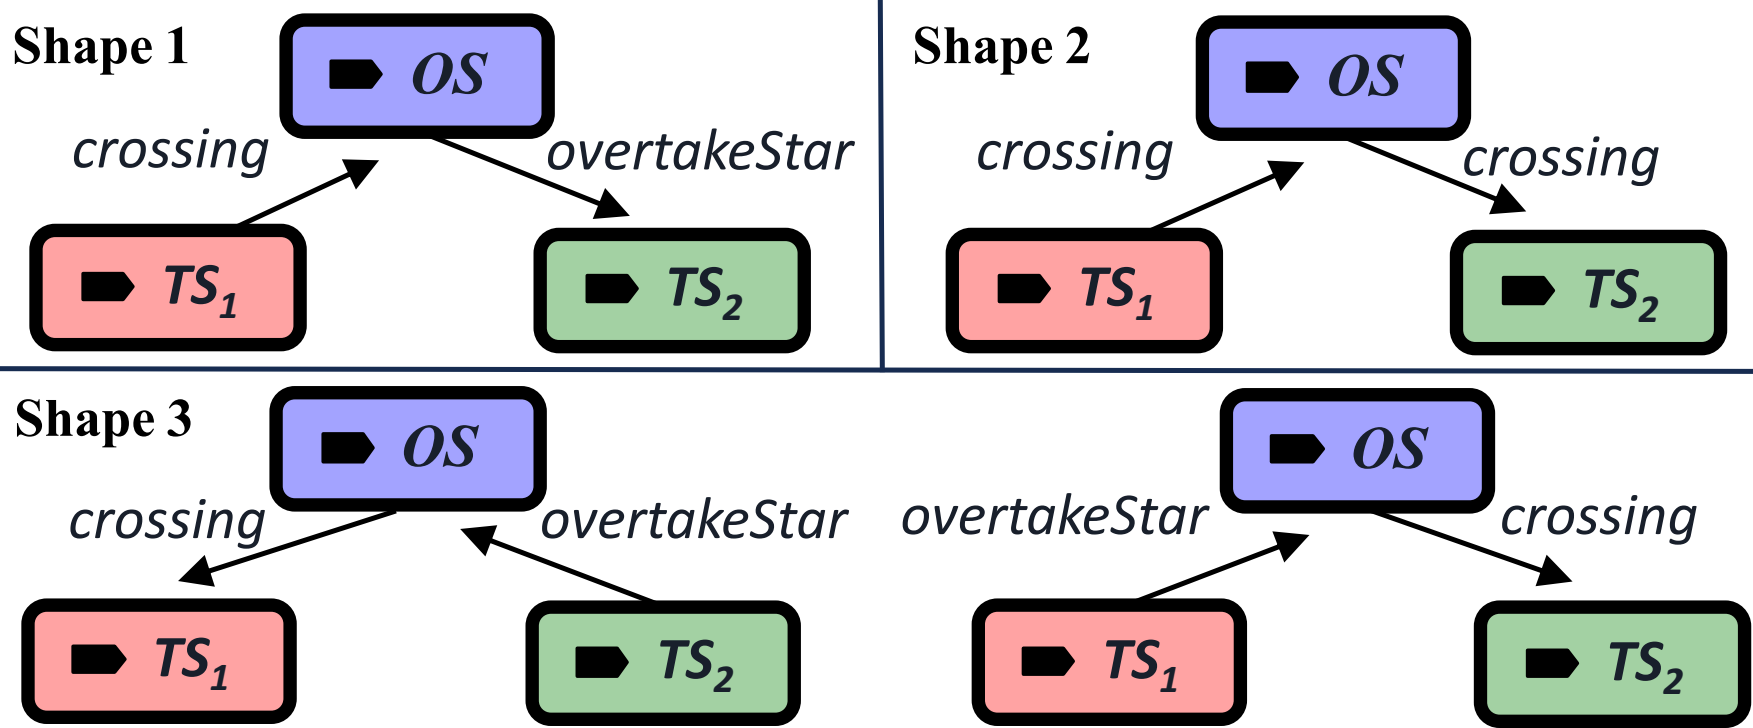 Shape 1
OS
crossing
overtakeStar
TS1
TS2
Shape 2
OS
crossing
crossing
TS1
TS2
Shape 3
OS
crossing
overtakeStar
TS1
TS2
OS
overtakeStar
crossing
TS1
TS2